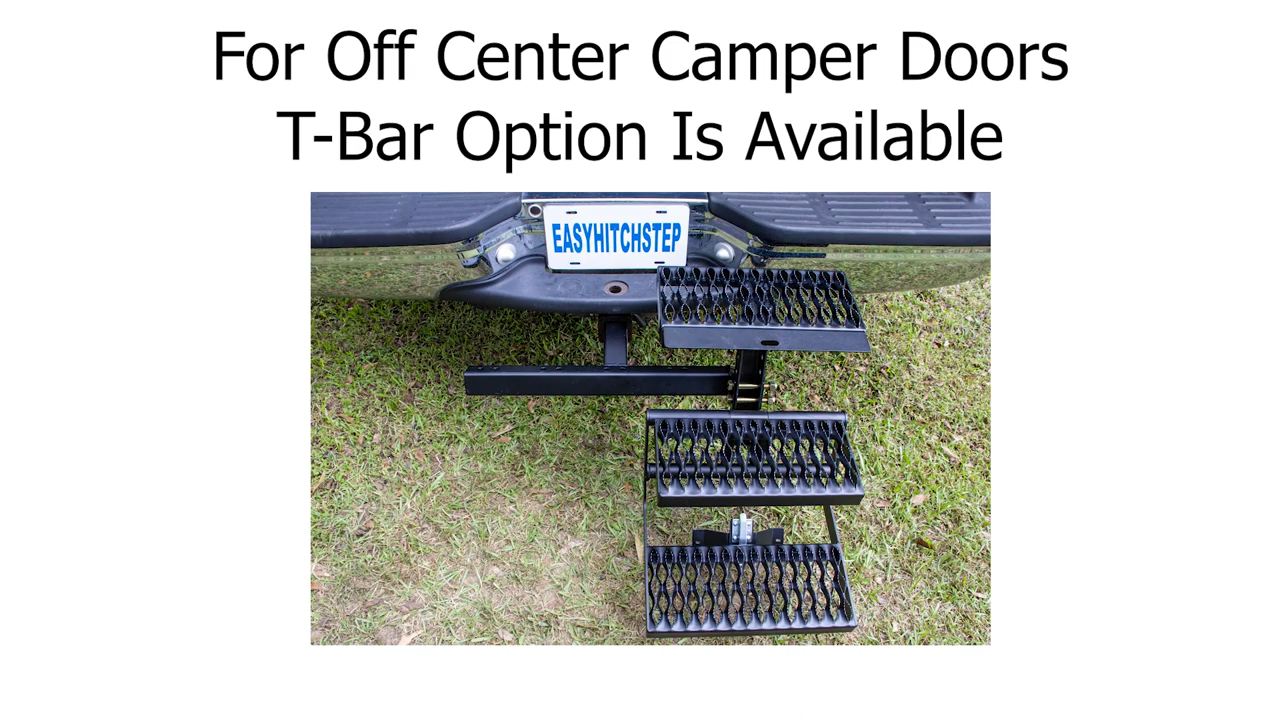 For Off Center Camper Doors
T-Bar Option Is Available
EASYHITCHSTEP